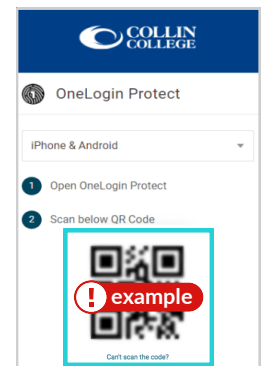 COLLIN
COLLEGE
1 OneLogin Protect
iPhone & Android
1 Open OneLogin Protect
2 Scan below QR Code
! example
Can't scan the code?